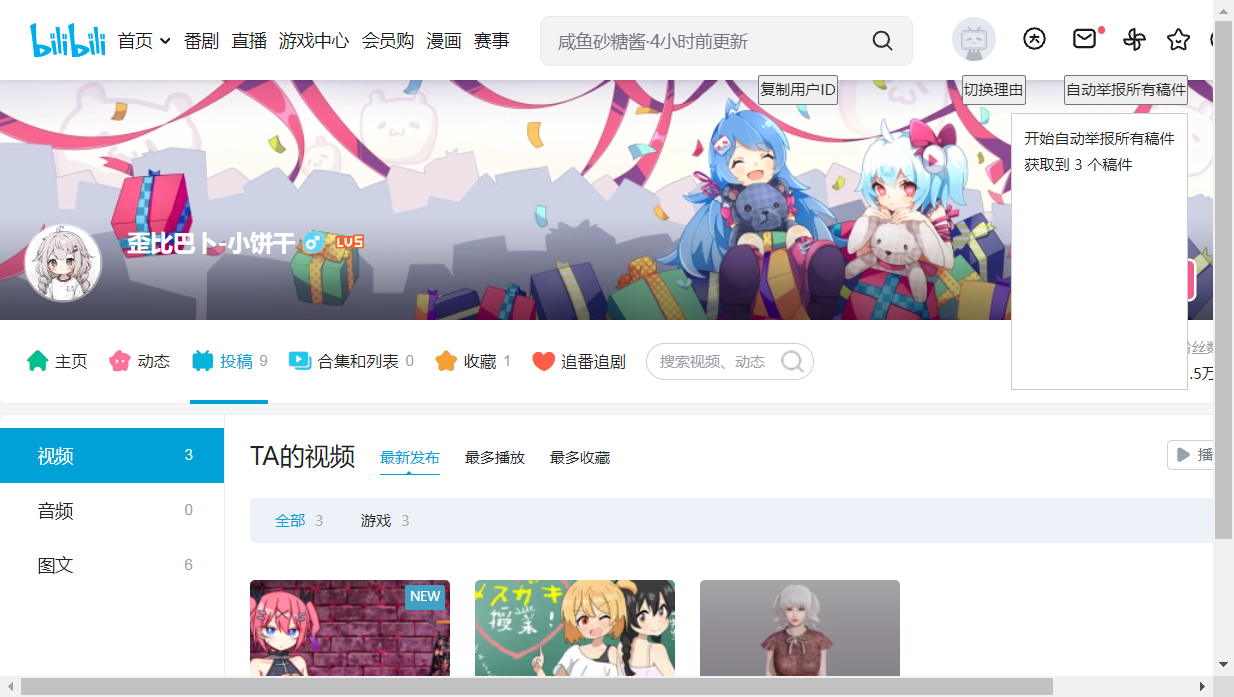 bilibili 首页 番剧 直播 游戏中心 会员购 漫画 赛事 咸鱼砂糖酱·4小时前更新
复制用户ID 切换理由 自动举报所有稿件
开始自动举报所有稿件
获取到 3 个稿件
歪比巴卜-小饼干 LV5
主页 动态 投稿 9 合集和列表 0 收藏 1 追番追剧 搜索视频、动态
丝数
.5万
视频 3
音频 0
图文 6
TA的视频 最新发布 最多播放 最多收藏 播
全部 3 游戏 3
NEW
メスガキ
授業!